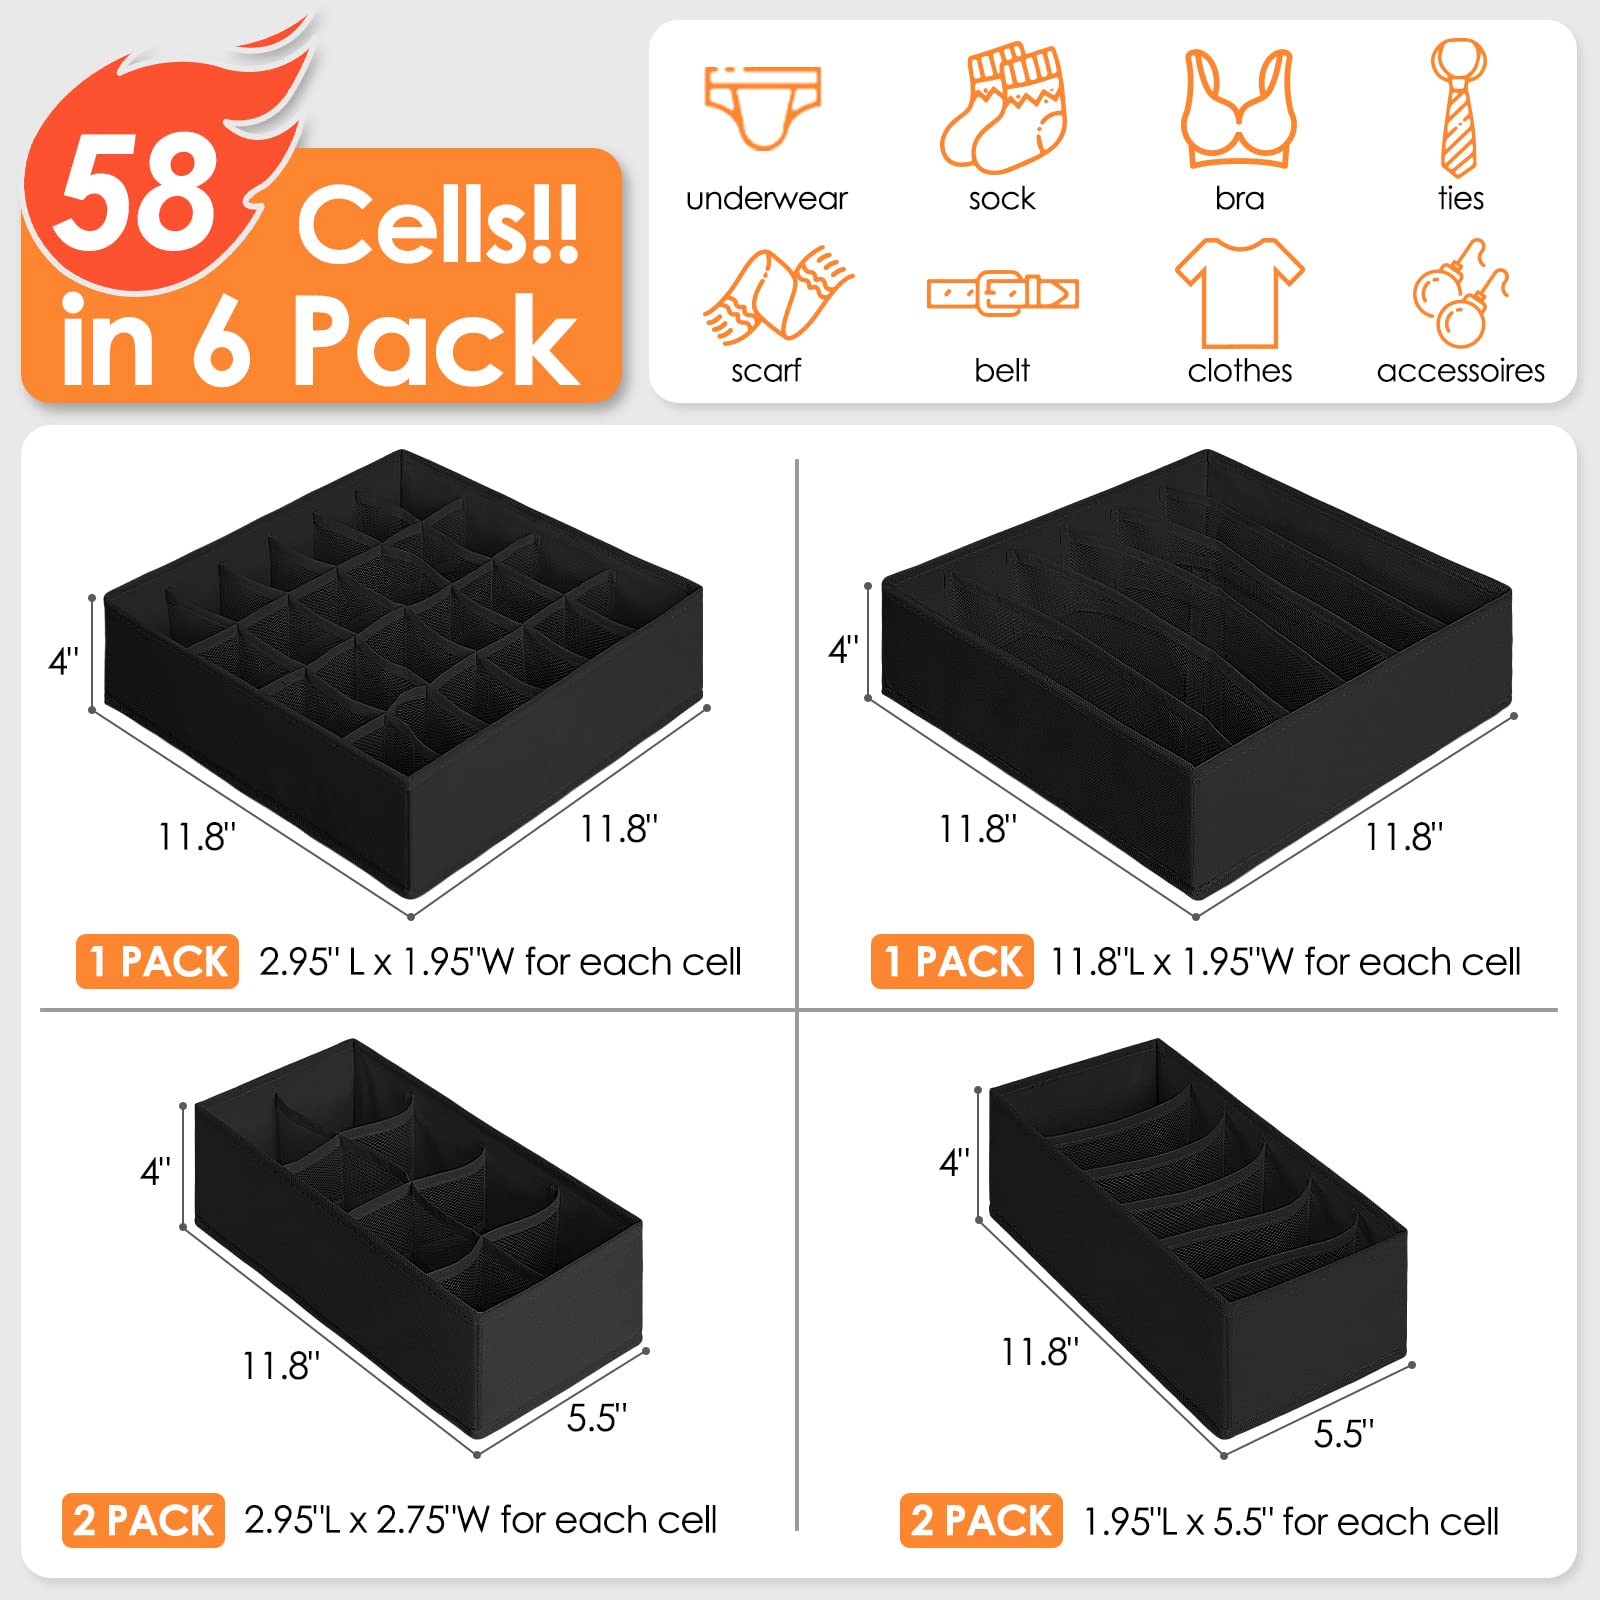 58 Cells!!
in 6 Pack
underwear
sock
bra
ties
scarf
belt
clothes
accessoires
4"
11.8"
11.8"
1 PACK 2.95" L x 1.95"W for each cell
4"
11.8"
11.8"
1 PACK 11.8"L x 1.95"W for each cell
4"
11.8"
5.5"
2 PACK 2.95"L x 2.75"W for each cell
4"
11.8"
5.5"
2 PACK 1.95"L x 5.5" for each cell